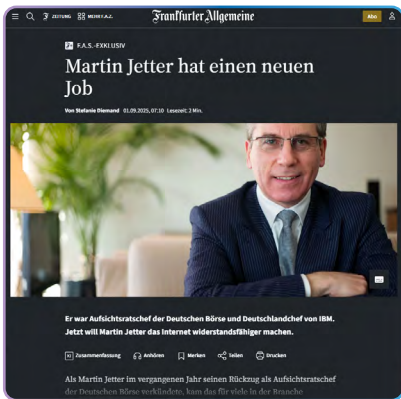 ZEITUNG MEINE F.A.Z. Frankfurter Allgemeine Abo
F+ F.A.S.-EXKLUSIV
Martin Jetter hat einen neuen
Job
Von Stefanie Diemand 01.09.2025, 07:10 Lesezeit: 2 Min.
Er war Aufsichtsratschef der Deutschen Börse und Deutschlandchef von IBM.
Jetzt will Martin Jetter das Internet widerstandsfähiger machen.
Zusammenfassung Anhören Merken Teilen Drucken
Als Martin Jetter im vergangenen Jahr seinen Rückzug als Aufsichtsratschef
der Deutschen Börse verkündete, kam das für viele in der Branche